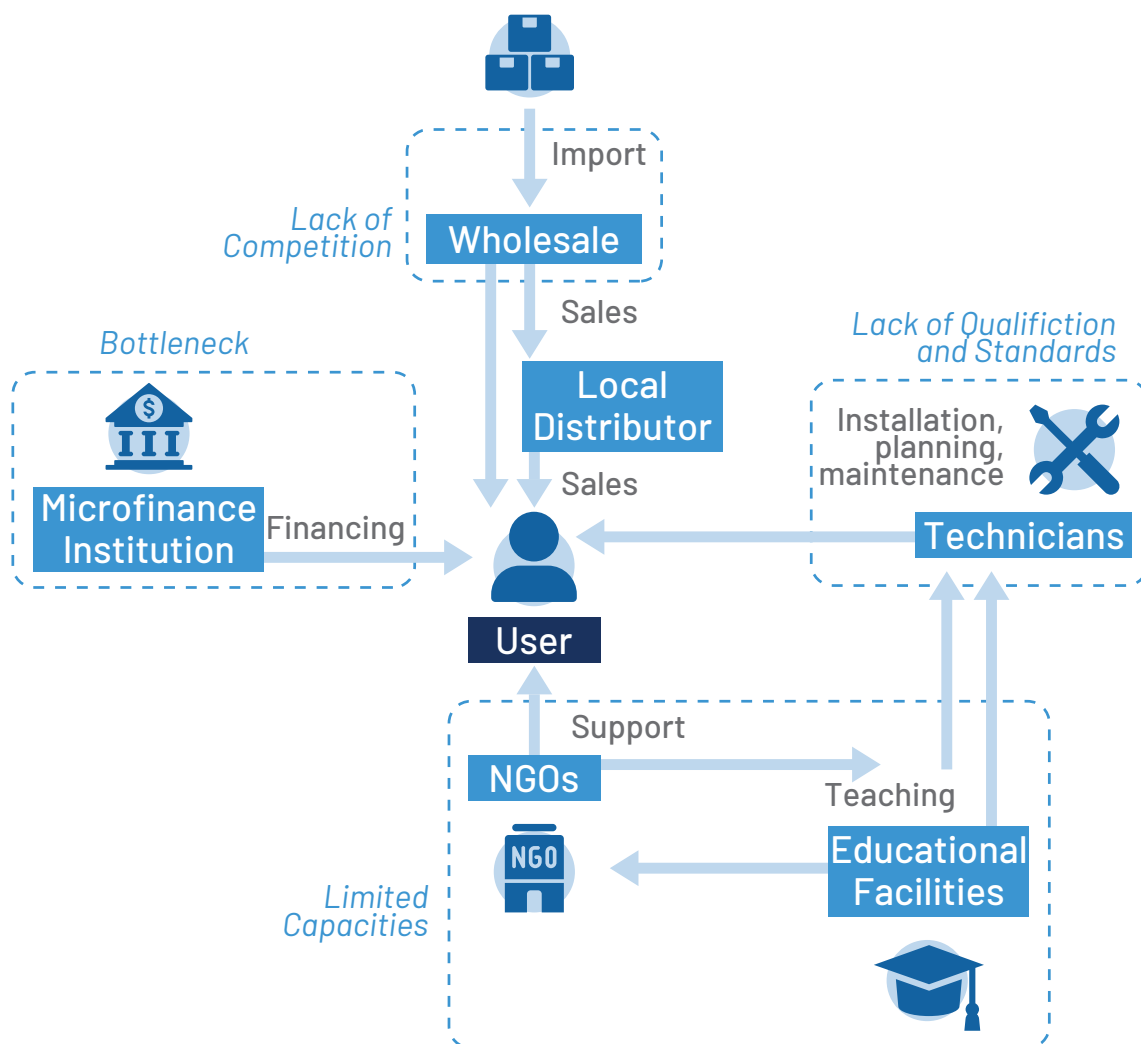 Import
Lack of
Competition
Wholesale
Sales
Bottleneck
Lack of Qualifiction
and Standards
$
Local
Distributor
Installation,
planning,
maintenance
Sales
Microfinance
Institution
Financing
Technicians
User
Support
NGOs
Teaching
NGO
Educational
Facilities
Limited
Capacities